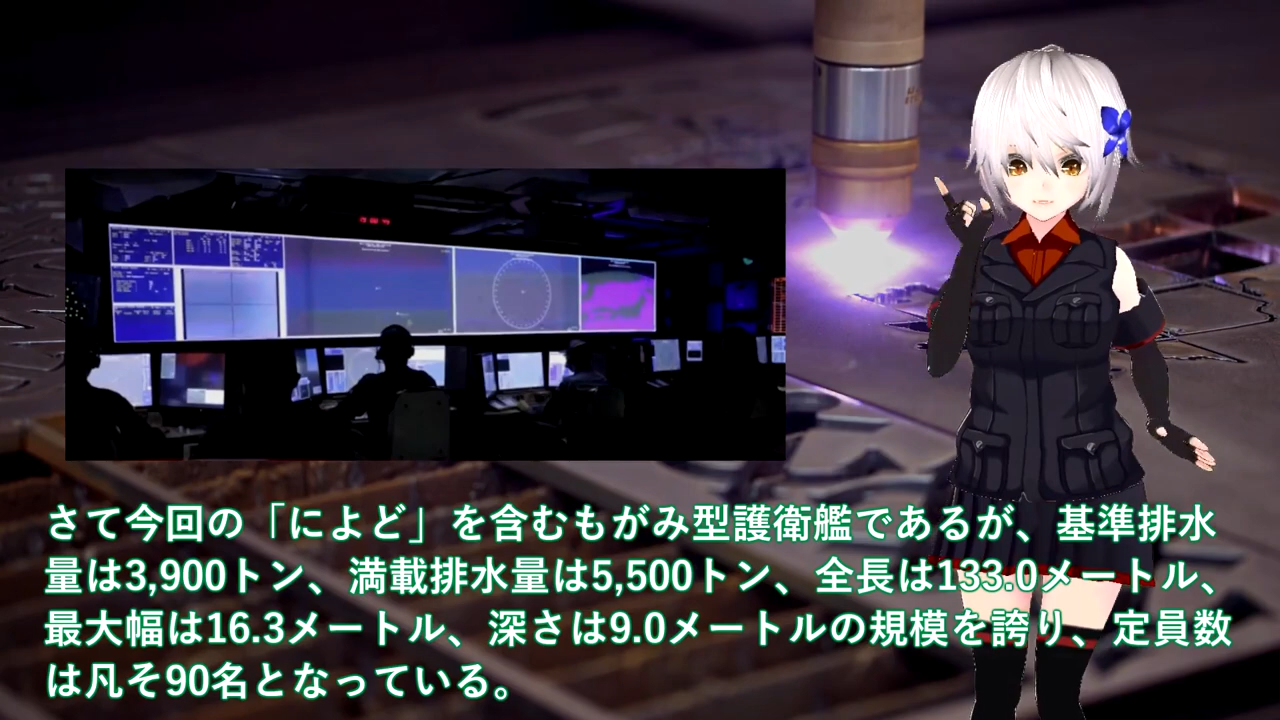 さて今回の「によど」を含むもがみ型護衛艦であるが、基準排水
量は3,900トン、満載排水量は5,500トン、全長は133.0メートル、
最大幅は16.3メートル、深さは9.0メートルの規模を誇り、定員数
は凡そ90名となっている。